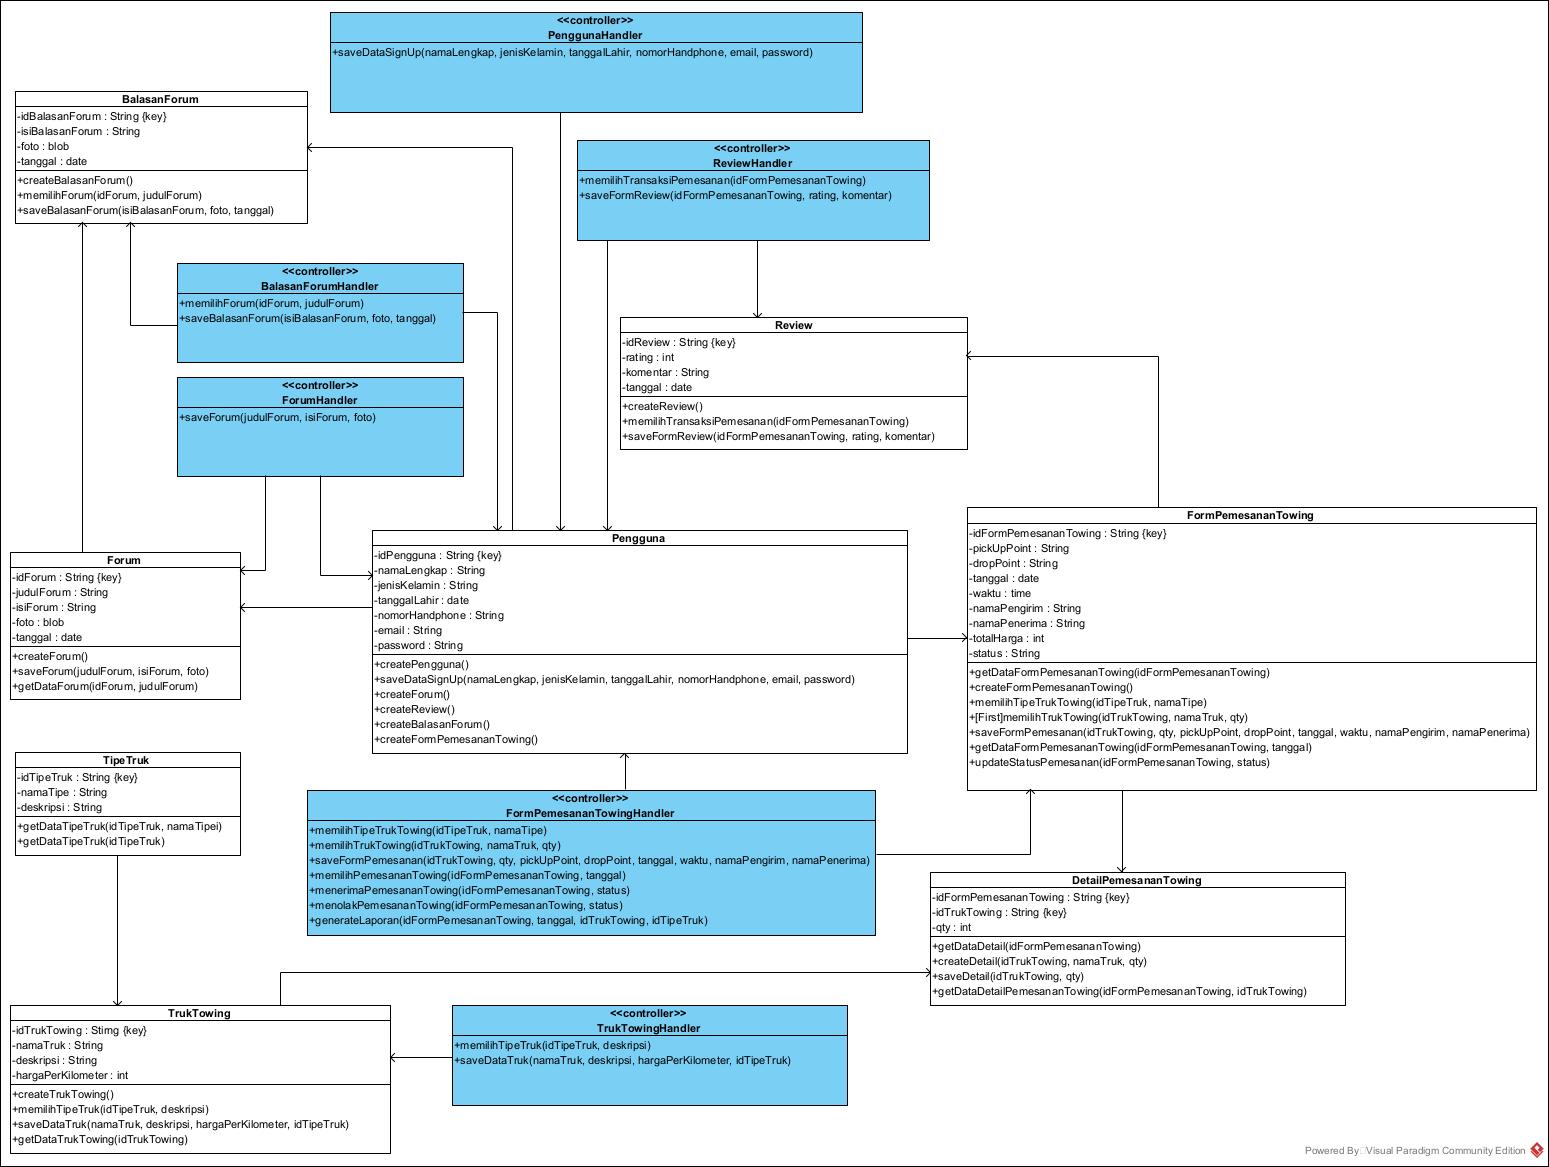 <<controller>>
PenggunaHandler
+saveDataSignUp(namaLengkap, jenisKelamin, tanggalLahir, nomorHandphone, email, password)
BalasanForum
-idBalasanForum : String {key}
-isiBalasanForum : String
-foto : blob
-tanggal : date
+createBalasanForum()
+memilihForum(idForum, judulForum)
+saveBalasanForum(isiBalasanForum, foto, tanggal)
<<controller>>
ReviewHandler
+memilihTransaksiPemesanan(idFormPemesananTowing)
+saveFormReview(idFormPemesananTowing, rating, komentar)
<<controller>>
BalasanForumHandler
+memilihForum(idForum, judulForum)
+saveBalasanForum(isiBalasanForum, foto, tanggal)
Review
-idReview : String {key}
-rating : int
-komentar : String
-tanggal : date
+createReview()
+memilihTransaksiPemesanan(idFormPemesananTowing)
+saveFormReview(idFormPemesananTowing, rating, komentar)
<<controller>>
ForumHandler
+saveForum(judulForum, isiForum, foto)
Forum
-idForum : String {key}
-judulForum : String
-isiForum : String
-foto : blob
-tanggal : date
+createForum()
+saveForum(judulForum, isiForum, foto)
+getDataForum(idForum, judulForum)
Pengguna
-idPengguna : String {key}
-namaLengkap : String
-jenisKelamin : String
-tanggalLahir : date
-nomorHandphone : String
-email : String
-password : String
+createPengguna()
+saveDataSignUp(namaLengkap, jenisKelamin, tanggalLahir, nomorHandphone, email, password)
+createForum()
+createReview()
+createBalasanForum()
+createFormPemesananTowing()
FormPemesananTowing
-idFormPemesananTowing : String {key}
-pickUpPoint : String
-dropPoint : String
-tanggal : date
-waktu : time
-namaPengirim : String
-namaPenerima : String
-totalHarga : int
-status : String
+getDataFormPemesananTowing(idFormPemesananTowing)
+createFormPemesananTowing()
+memilihTipeTrukTowing(idTipeTruk, namaTipe)
+[First]memilihTrukTowing(idTrukTowing, namaTruk, qty)
+saveFormPemesanan(idTrukTowing, qty, pickUpPoint, dropPoint, tanggal, waktu, namaPengirim, namaPenerima)
+getDataFormPemesananTowing(idFormPemesananTowing, tanggal)
+updateStatusPemesanan(idFormPemesananTowing, status)
TipeTruk
-idTipeTruk : String {key}
-namaTipe : String
-deskripsi : String
+getDataTipeTruk(idTipeTruk, namaTipei)
+getDataTipeTruk(idTipeTruk)
<<controller>>
FormPemesananTowingHandler
+memilihTipeTrukTowing(idTipeTruk, namaTipe)
+memilihTrukTowing(idTrukTowing, namaTruk, qty)
+saveFormPemesanan(idTrukTowing, qty, pickUpPoint, dropPoint, tanggal, waktu, namaPengirim, namaPenerima)
+memilihPemesananTowing(idFormPemesananTowing, tanggal)
+menerimaPemesananTowing(idFormPemesananTowing, status)
+menolakPemesananTowing(idFormPemesananTowing, status)
+generateLaporan(idFormPemesananTowing, tanggal, idTrukTowing, idTipeTruk)
DetailPemesananTowing
-idFormPemesananTowing : String {key}
-idTrukTowing : String {key}
-qty : int
+getDataDetail(idFormPemesananTowing)
+createDetail(idTrukTowing, namaTruk, qty)
+saveDetail(idTrukTowing, qty)
+getDataDetailPemesananTowing(idFormPemesananTowing, idTrukTowing)
TrukTowing
-idTrukTowing : Stirng {key}
-namaTruk : String
-deskripsi : String
-hargaPerKilometer : int
+createTrukTowing()
+memilihTipeTruk(idTipeTruk, deskripsi)
+saveDataTruk(namaTruk, deskripsi, hargaPerKilometer, idTipeTruk)
+getDataTrukTowing(idTrukTowing)
<<controller>>
TrukTowingHandler
+memilihTipeTruk(idTipeTruk, deskripsi)
+saveDataTruk(namaTruk, deskripsi, hargaPerKilometer, idTipeTruk)
Powered By Visual Paradigm Community Edition